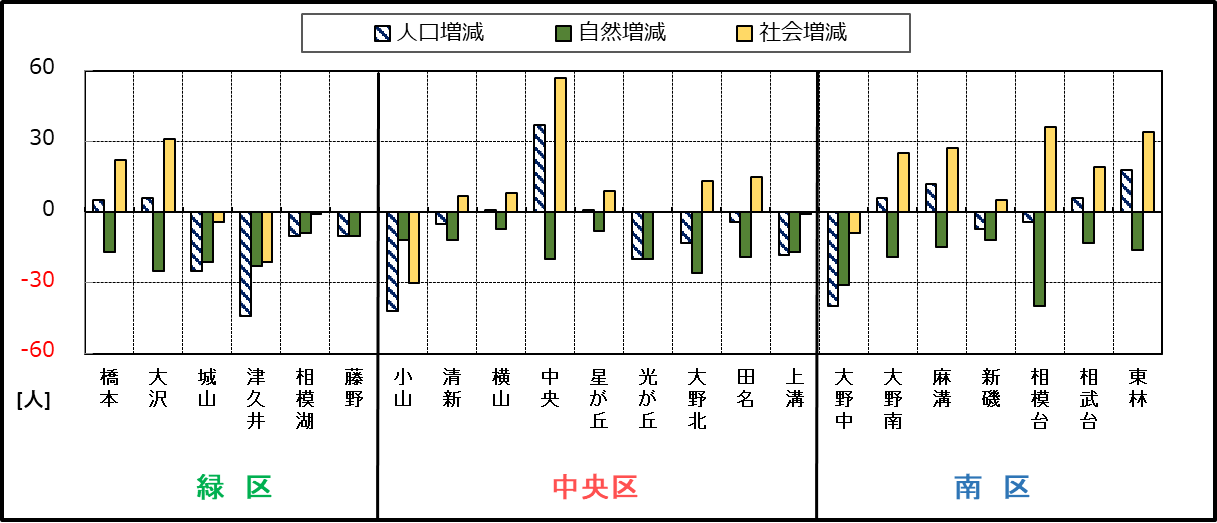 人口増減 自然増減 社会増減
60
30
0
-30
-60
[人]
橋本 大沢 城山 津久井 相模湖 藤野 小山 清新 横山 中央 星が丘 光が丘 大野北 田名 上溝 大野中 大野南 麻溝 新磯 相模台 相武台 東林
緑 区 中央区 南 区